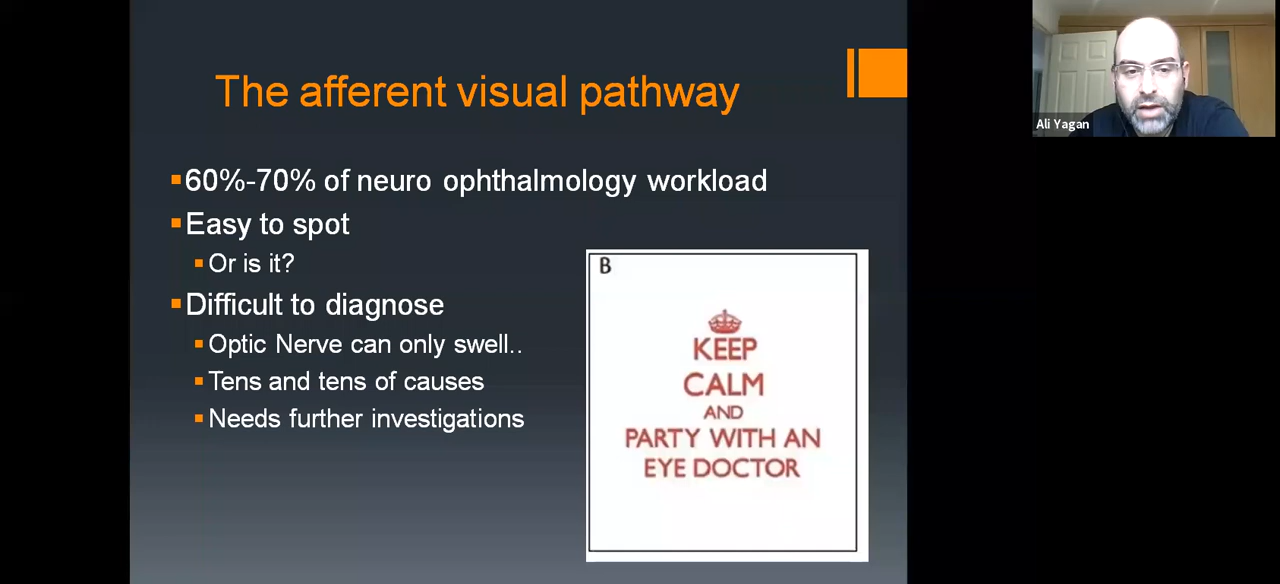 The afferent visual pathway
60%-70% of neuro ophthalmology workload
Easy to spot
Or is it?
Difficult to diagnose
Optic Nerve can only swell..
Tens and tens of causes
Needs further investigations
B
KEEP
CALM
AND
PARTY WITH AN
EYE DOCTOR
Ali Yagan